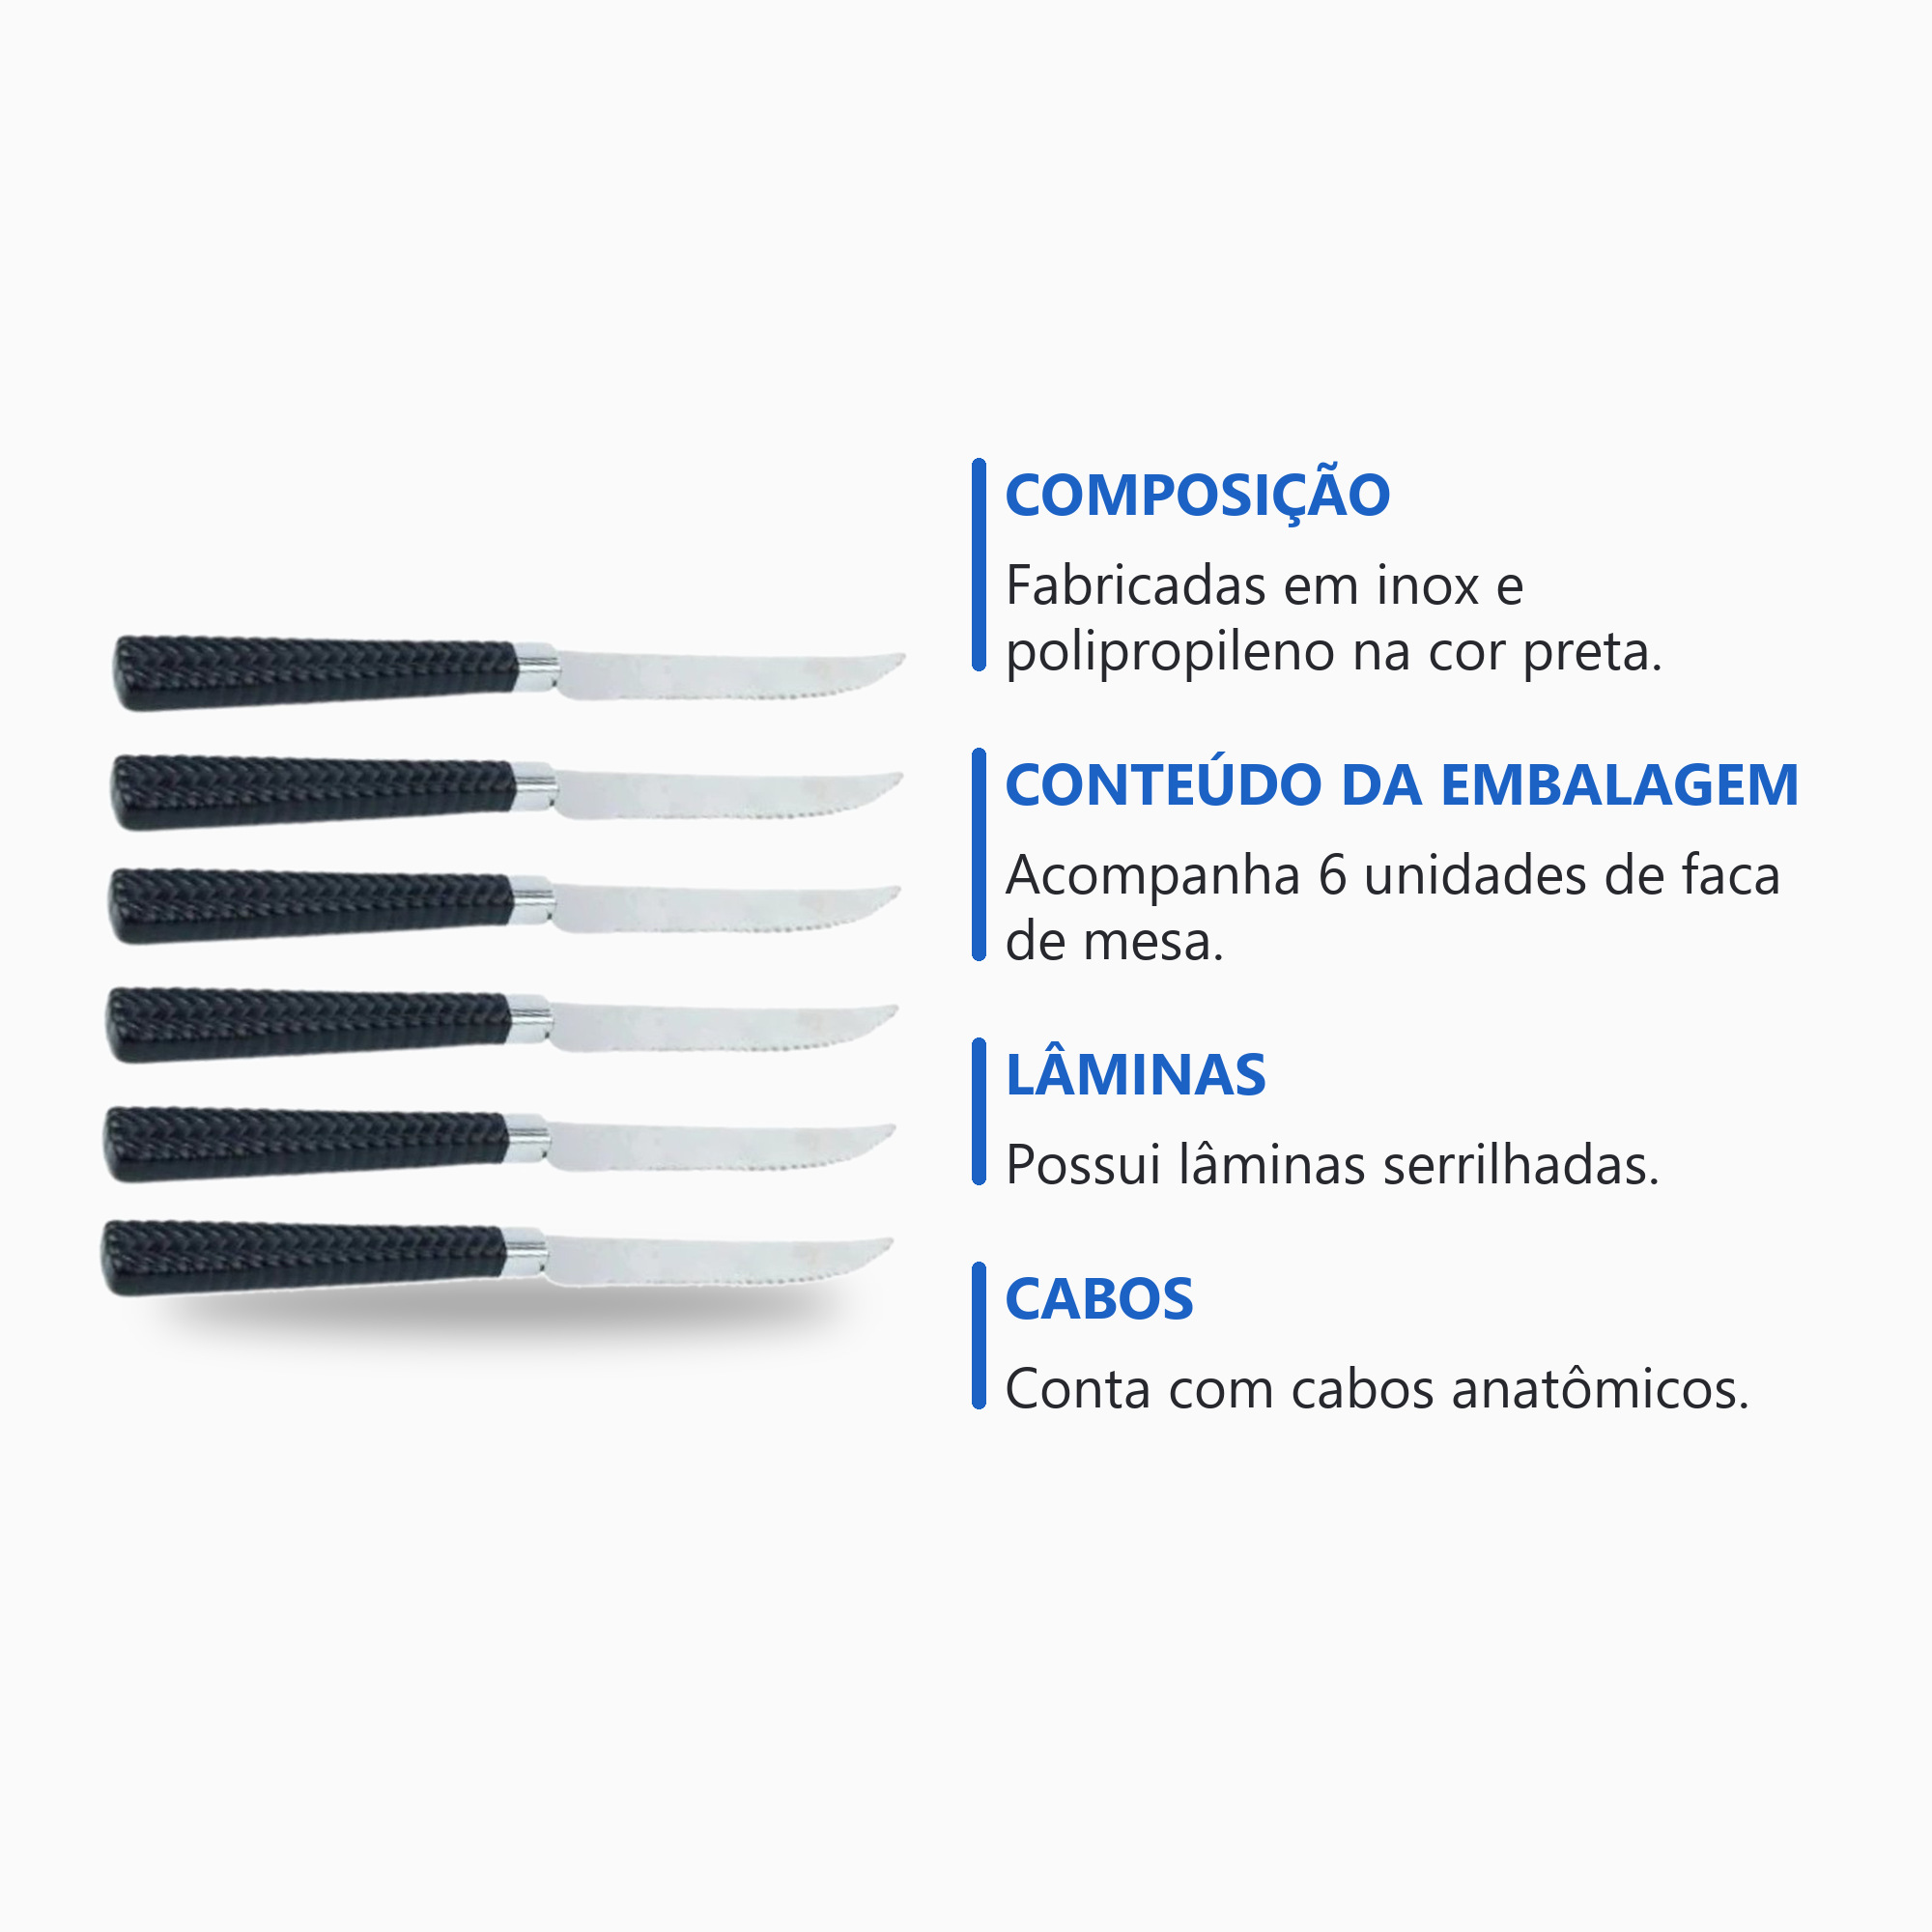 COMPOSIÇÃO
Fabricadas em inox e
polipropileno na cor preta.
CONTEÚDO DA EMBALAGEM
Acompanha 6 unidades de faca
de mesa.
LÂMINAS
Possui lâminas serrilhadas.
CABOS
Conta com cabos anatômicos.